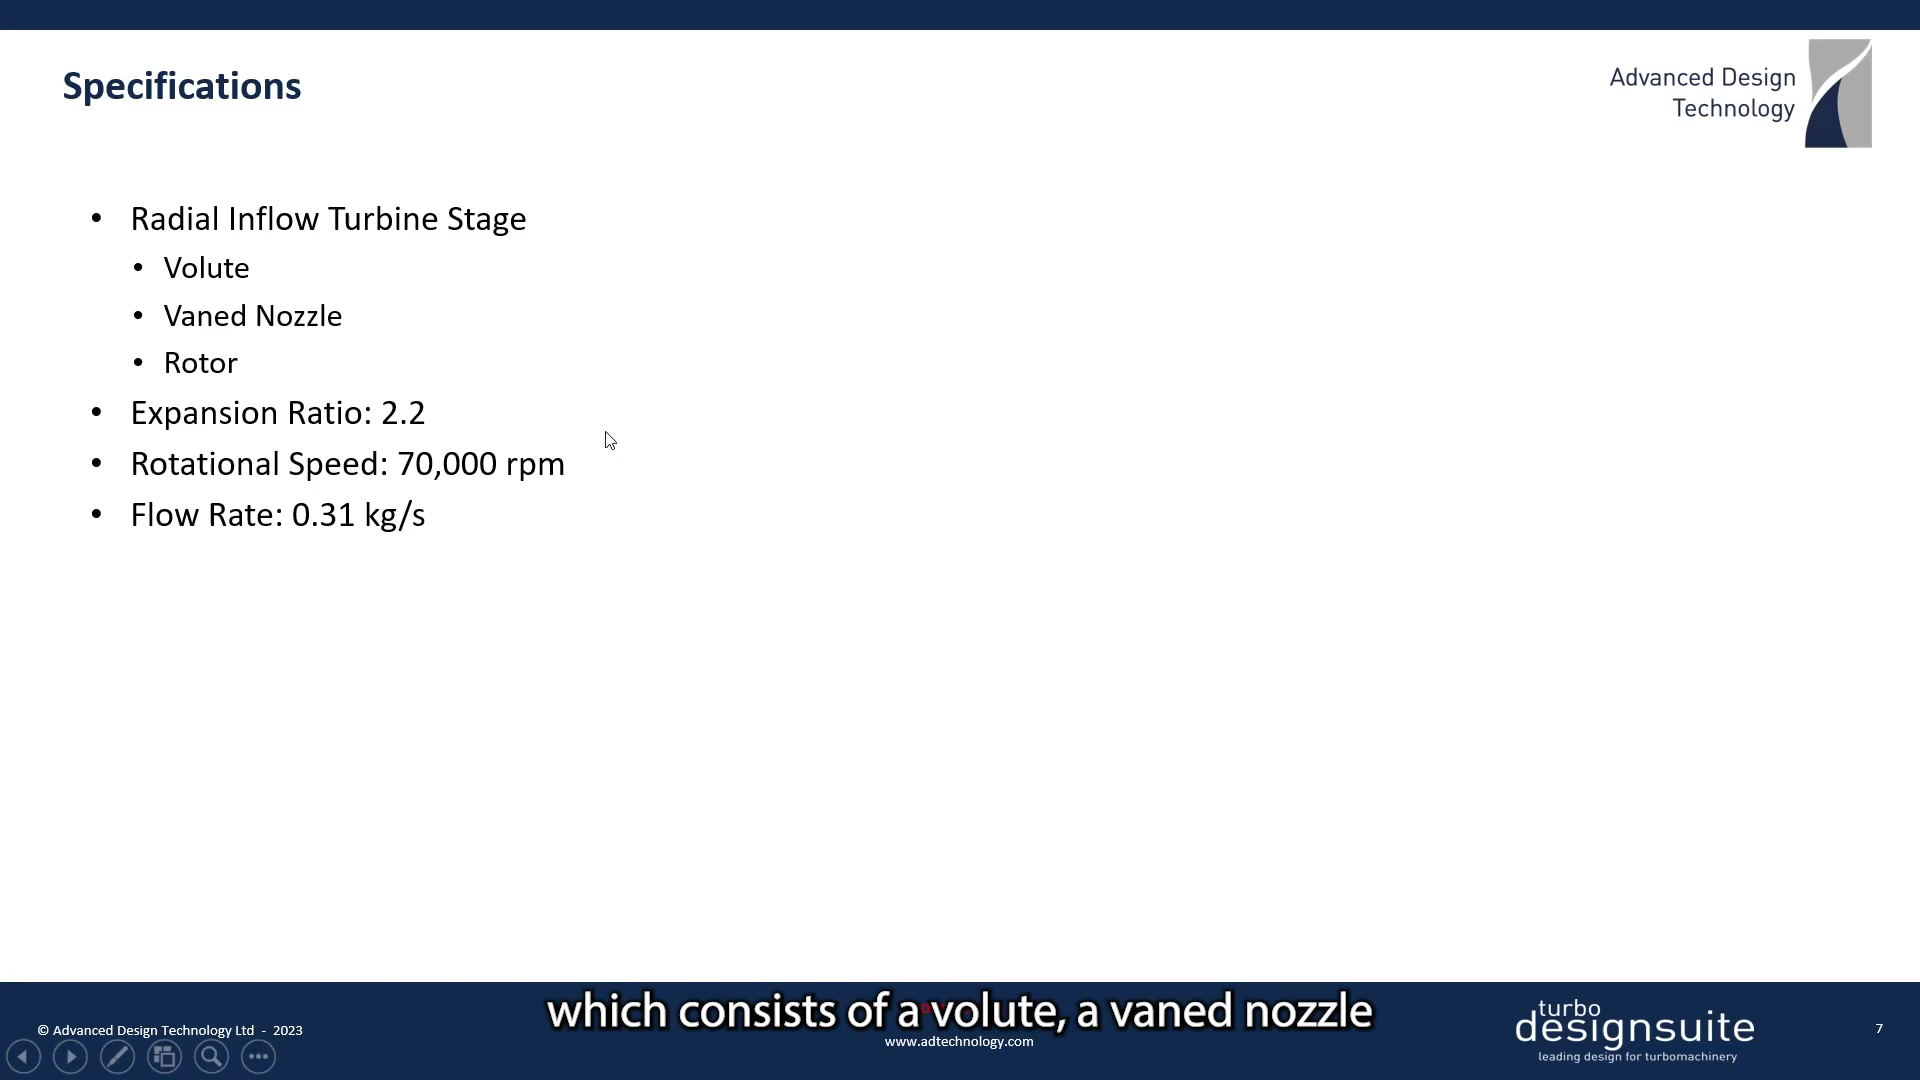 Specifications
Advanced Design
Technology
• Radial Inflow Turbine Stage
• Volute
• Vaned Nozzle
• Rotor
• Expansion Ratio: 2.2
• Rotational Speed: 70,000 rpm
• Flow Rate: 0.31 kg/s
which consists of a volute, a vaned nozzle
© Advanced Design Technology Ltd - 2023
www.adtechnology.com
turbo
designsuite
leading design for turbomachinery
7